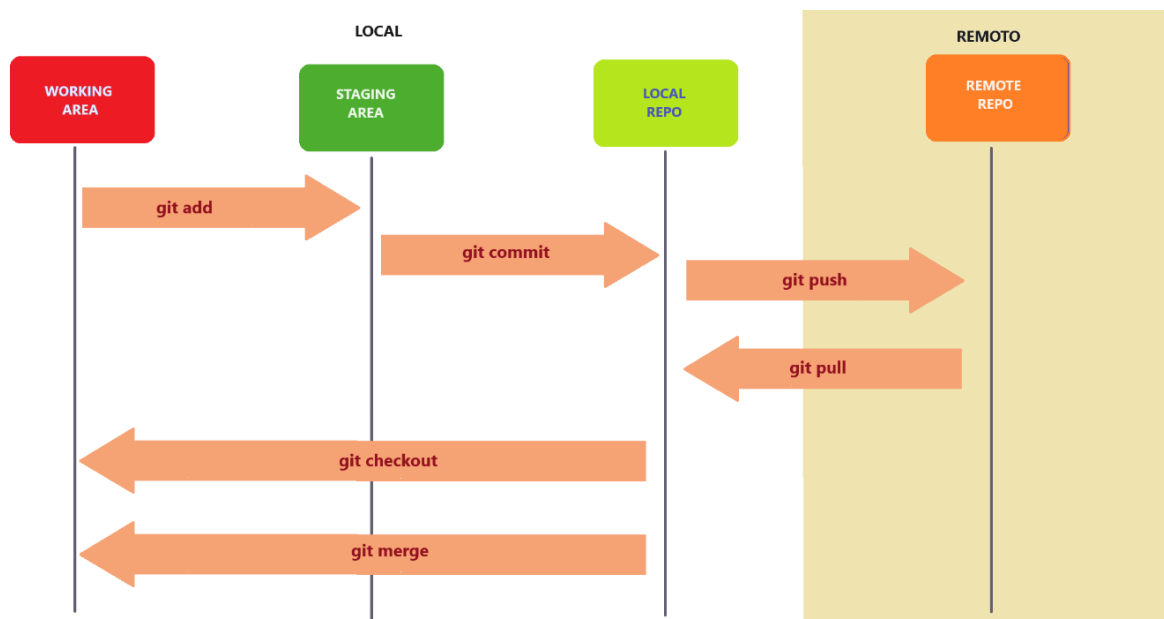 LOCAL
REMOTO
WORKING
AREA
STAGING
AREA
LOCAL
REPO
REMOTE
REPO
git add
git commit
git push
git pull
git checkout
git merge